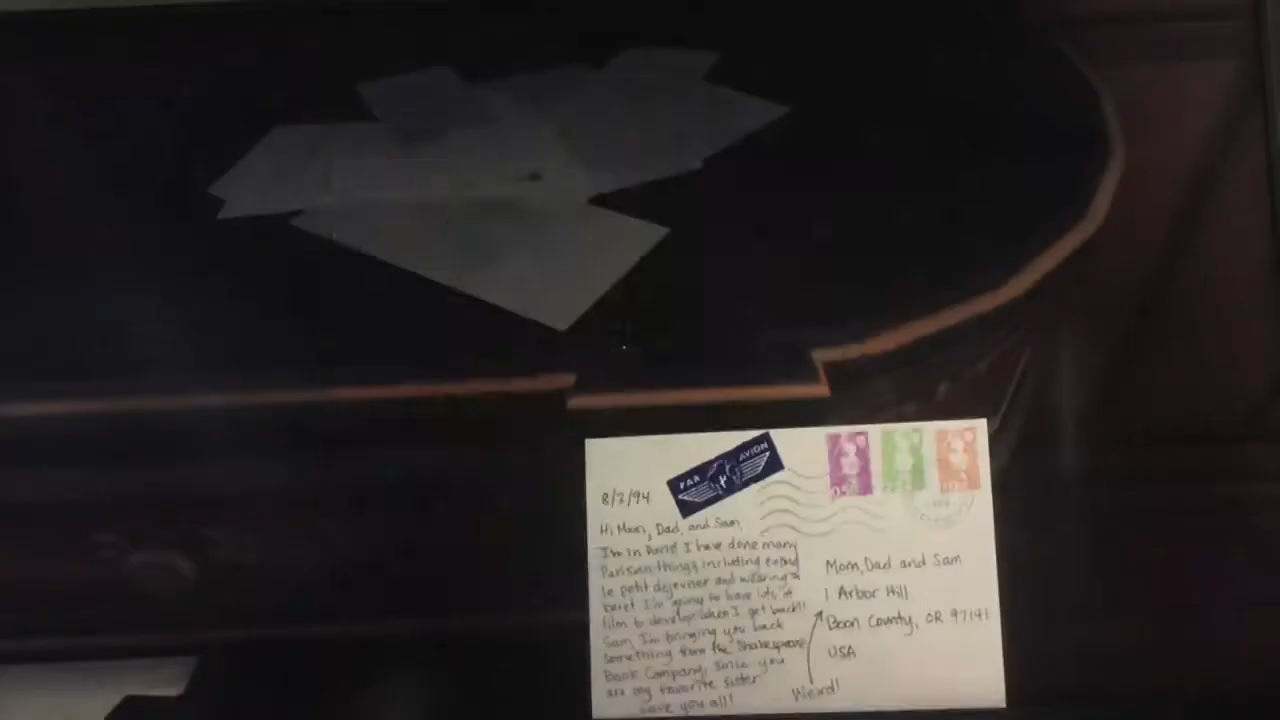 PAR AVION
8/2/94
Hi Mom, Dad, and Sam,
I'm in Paris! I have done many
Parisian things, including eating
le petit dejeuner and wearing a
beret. I'm going to have lots of
film to develop when I get back!!
Sam, I'm bringing you back
something from the Shakespeare
Book Company, since you
are my favorite sister
Love you all!
Mom, Dad and Sam
1 Arbor Hill
Boon County, OR 97141
USA
Weird!